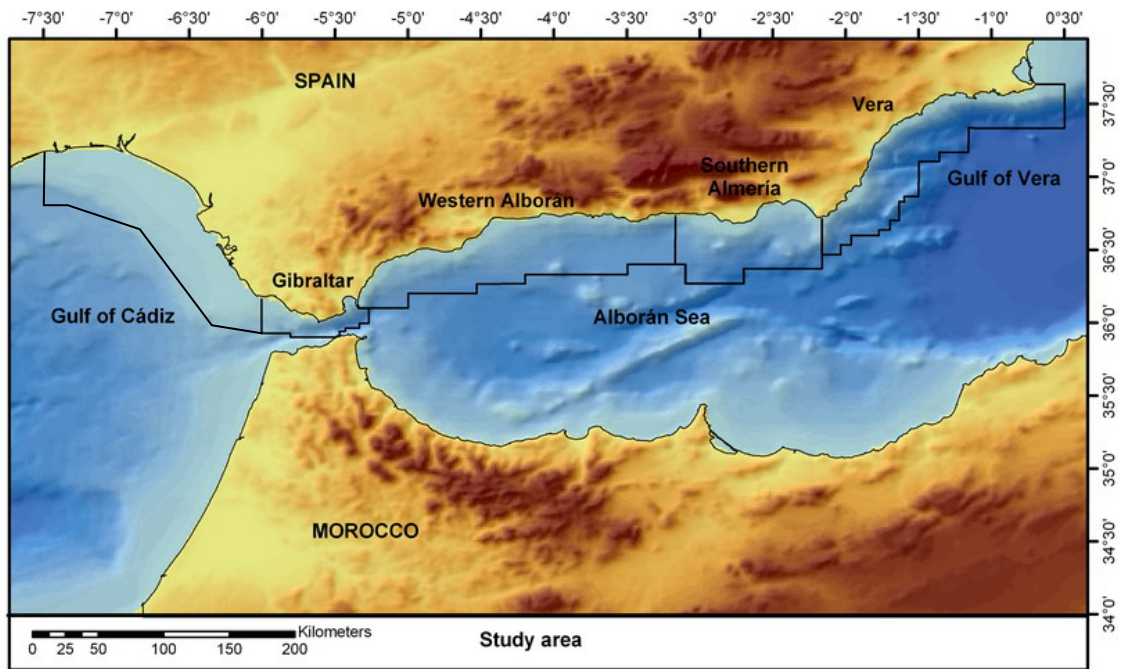 -7°30' -7°0' -6°30' -6°0' -5°30' -5°0' -4°30' -4°0' -3°30' -3°0' -2°30' -2°0' -1°30' -1°0' 0°30'
SPAIN
Vera
37°30'
Southern
Almería
37°0'
Gulf of Vera
Western Alborán
36°30'
Gibraltar
Gulf of Cádiz
Alborán Sea
36°0'
35°30'
35°0'
MOROCCO
34°30'
34°0'
Kilometers
0 25 50 100 150 200
Study area